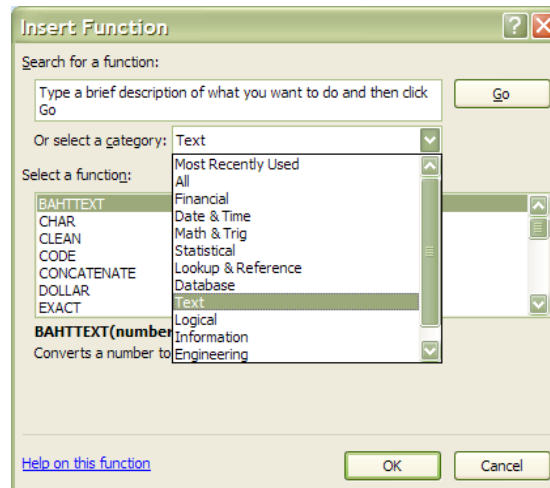 Insert Function
Search for a function:
Type a brief description of what you want to do and then click
Go
Go
Or select a category: Text
Most Recently Used
All
Select a function:
Financial
BAHTTEXT
Date & Time
CHAR
Math & Trig
CLEAN
Statistical
CODE
Lookup & Reference
CONCATENATE
Database
DOLLAR
Text
EXACT
Logical
BAHTTEXT(number
Information
Converts a number to
Engineering
Help on this function
OK
Cancel